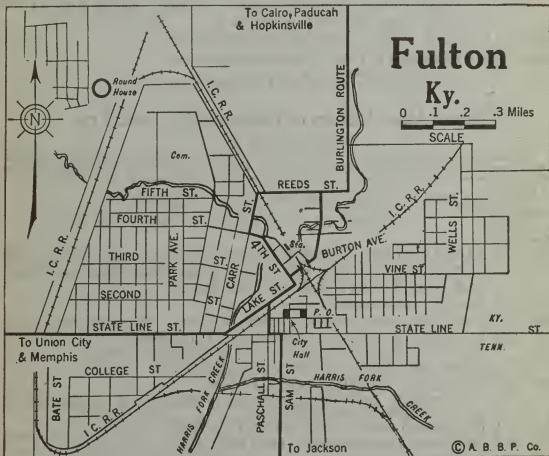 To Cairo, Paducah
& Hopkinsville
Fulton
Ky.
0 .1 .2 .3 Miles
SCALE
Round
House
N
I. C. R. R.
BURLINGTON ROUTE
Cem.
REEDS ST.
FIFTH ST.
ST.
I. C. R. R.
WELLS ST.
FOURTH ST.
4TH ST
Sta.
BURTON AVE.
PARK AVE.
THIRD ST.
CARR
VINE ST.
I. C. R. R.
SECOND ST
LAKE ST.
P. O.
STATE LINE ST.
STATE LINE ST.
KY.
To Union City
& Memphis
City
Hall
TENN.
COLLEGE ST
BATE ST
I. C. R. R.
HARRIS FORK CREEK
PASCHALL ST
SAM ST
HARRIS FORK CREEK
To Jackson
© A. B. B. P. Co.